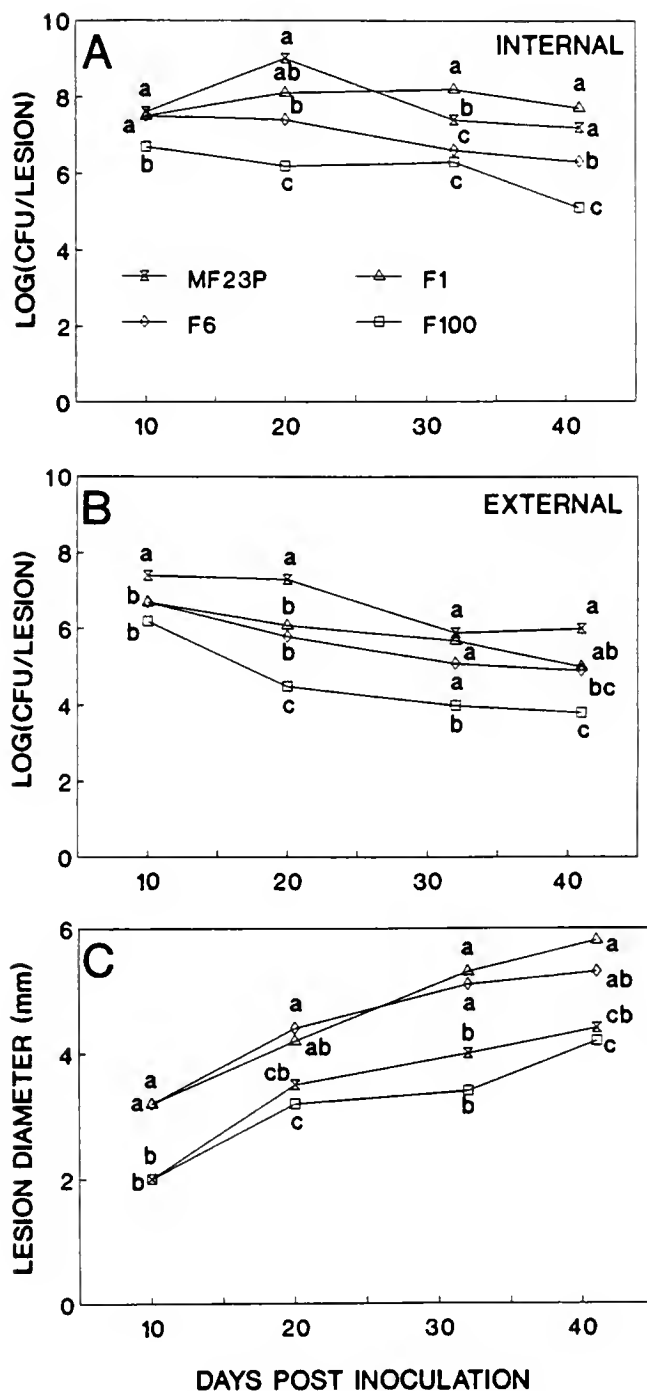 A
INTERNAL
LOG(CFU/LESION)
10
8
6
4
2
0
a
a
a
a
a
ab
b
b
c
a
b
b
c
c
c
MF23P
F1
F6
F100
10
20
30
40
B
EXTERNAL
LOG(CFU/LESION)
10
8
6
4
2
0
a
a
a
a
b
b
b
b
a
ab
a
bc
c
b
c
10
20
30
40
C
LESION DIAMETER (mm)
6
4
2
0
a
a
a
a
a
ab
a
ab
b
cb
b
cb
b
c
b
c
10
20
30
40
DAYS POST INOCULATION